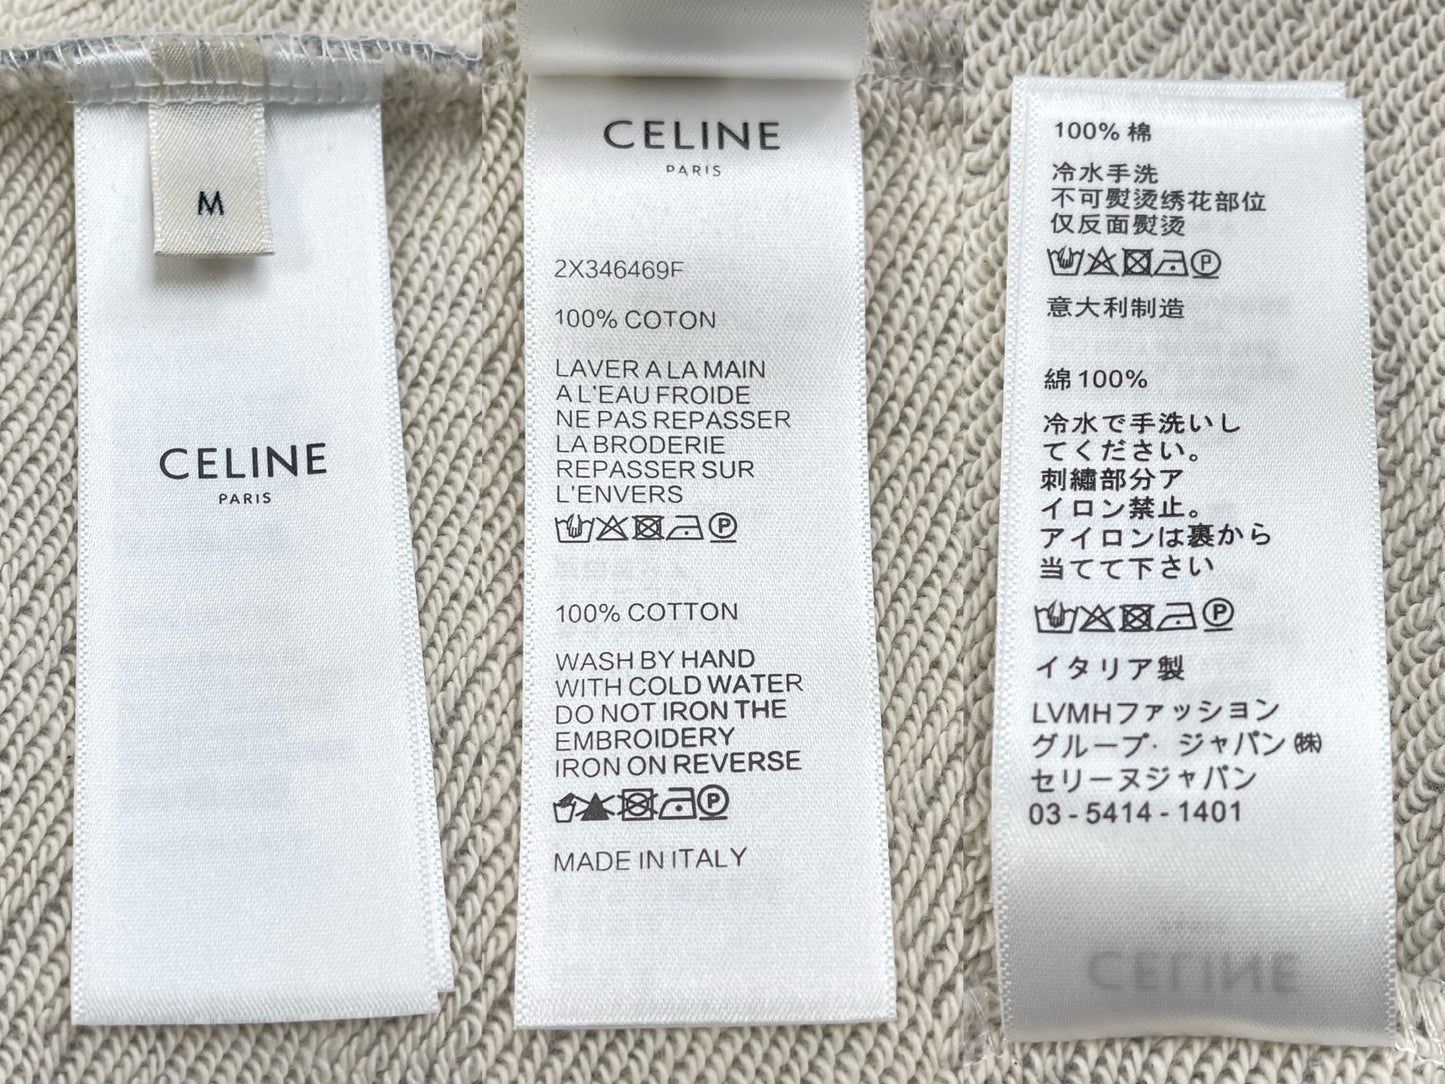 M
CELINE
PARIS
CELINE
PARIS
2X346469F
100% COTON
LAVER A LA MAIN
A L'EAU FROIDE
NE PAS REPASSER
LA BRODERIE
REPASSER SUR
L'ENVERS
P
100% COTTON
WASH BY HAND
WITH COLD WATER
DO NOT IRON THE
EMBROIDERY
IRON ON REVERSE
P
MADE IN ITALY
100% 棉
冷水手洗
不可熨烫绣花部位
仅反面熨烫
P
意大利制造
綿 100%
冷水で手洗いし
てください。
刺繡部分ア
イロン禁止。
アイロンは裹から
当てて下さい
P
イタリア製
LVMHファッション
グループ· ジャパン ㈱
セリーヌジャパン
03 - 5414 - 1401
CELINE